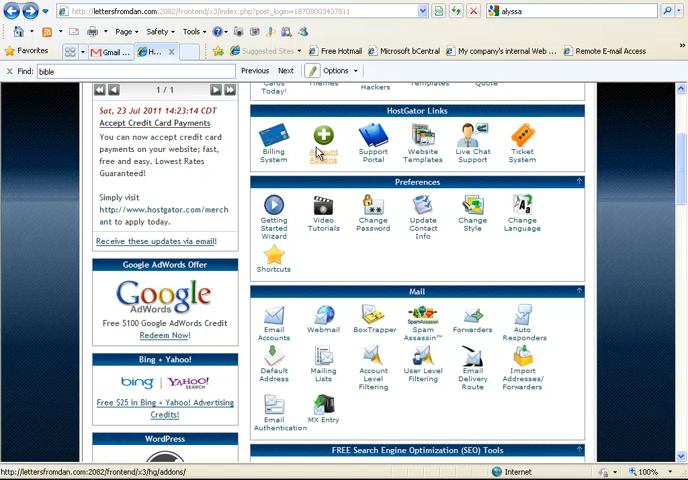 http://lettersfromdan.com:2082/frontend/x3/index.php?post_login=18708003437811
alyssa
Page
Safety
Tools
Favorites
Gmail ...
H...
Suggested Sites
Free Hotmail
Microsoft bCentral
My company's internal Web ...
Remote E-mail Access
Find: bible
Previous
Next
Options
1 / 1
Sat, 23 Jul 2011 14:23:14 CDT
Accept Credit Card Payments
You can now accept credit card
payments on your website; fast,
free and easy. Lowest Rates
Guaranteed!
Simply visit
http://www.hostgator.com/merch
ant to apply today.
Receive these updates via email!
Google AdWords Offer
Google
AdWords
Free $100 Google AdWords Credit
Redeem Now!
Bing + Yahoo!
bing
YAHOO!
SEARCH
Free $25 in Bing + Yahoo! Advertising
Credits!
WordPress
Cards
Today!
Themes
Hackers
Templates
Quote
HostGator Links
Billing
System
Account
Addons
Support
Portal
Website
Templates
Live Chat
Support
Ticket
System
Preferences
Getting
Started
Wizard
Video
Tutorials
Change
Password
Update
Contact
Info
Change
Style
Change
Language
Shortcuts
Mail
Email
Accounts
Webmail
BoxTrapper
SpamAssassin
Spam
Assassin™
Forwarders
Auto
Responders
Default
Address
Mailing
Lists
Account
Level
Filtering
User Level
Filtering
Email
Delivery
Route
Import
Addresses/
Forwarders
Email
Authentication
MX Entry
FREE Search Engine Optimization (SEO) Tools
http://lettersfromdan.com:2082/frontend/x3/hg/addons/
Internet
100%